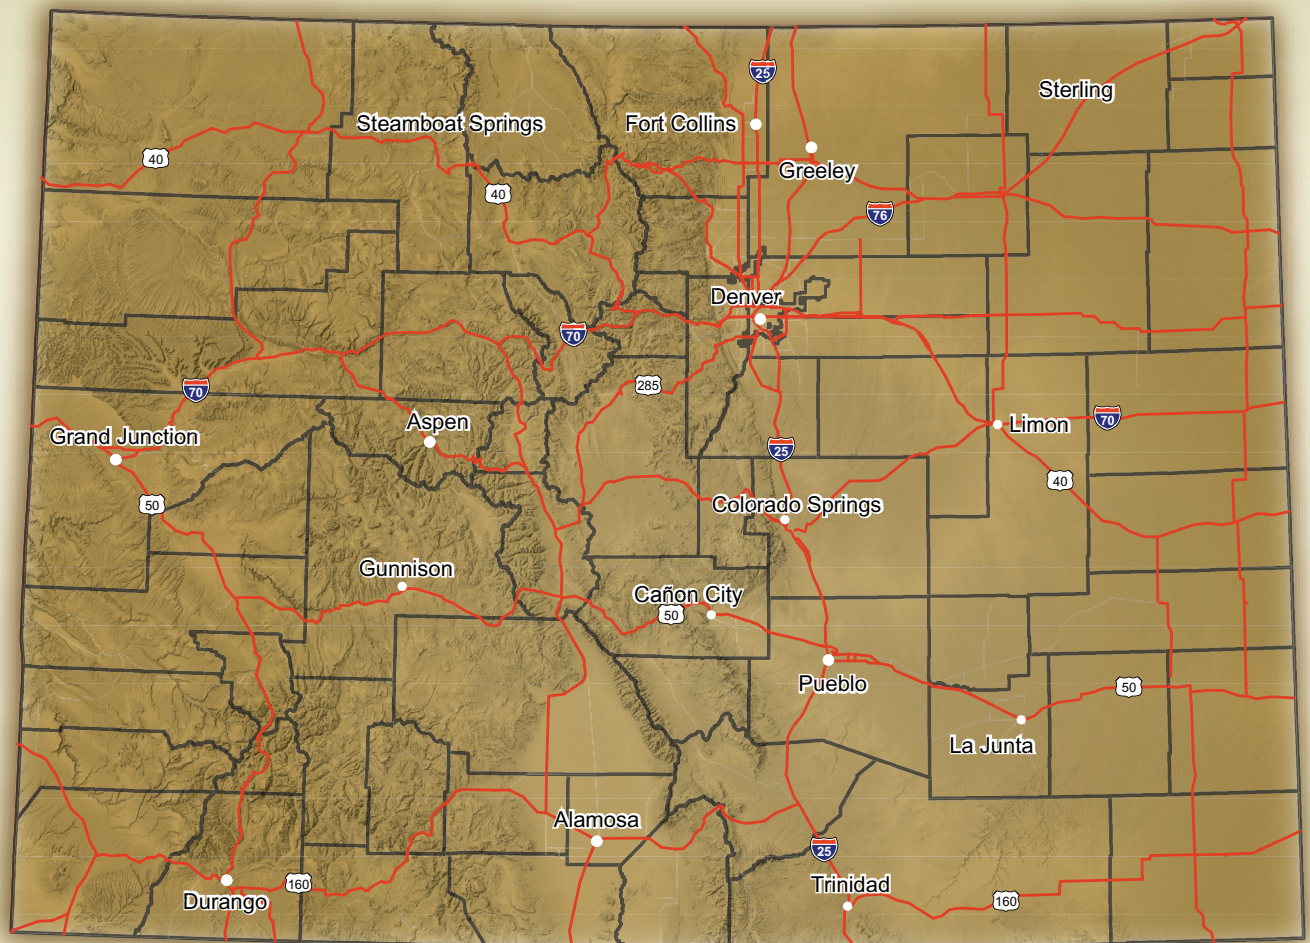 25
Sterling
Steamboat Springs
Fort Collins
40
Greeley
40
76
Denver
70
285
70
Aspen
Limon
70
Grand Junction
25
40
50
Colorado Springs
Gunnison
Cañon City
50
Pueblo
50
La Junta
Alamosa
25
160
Trinidad
160
Durango